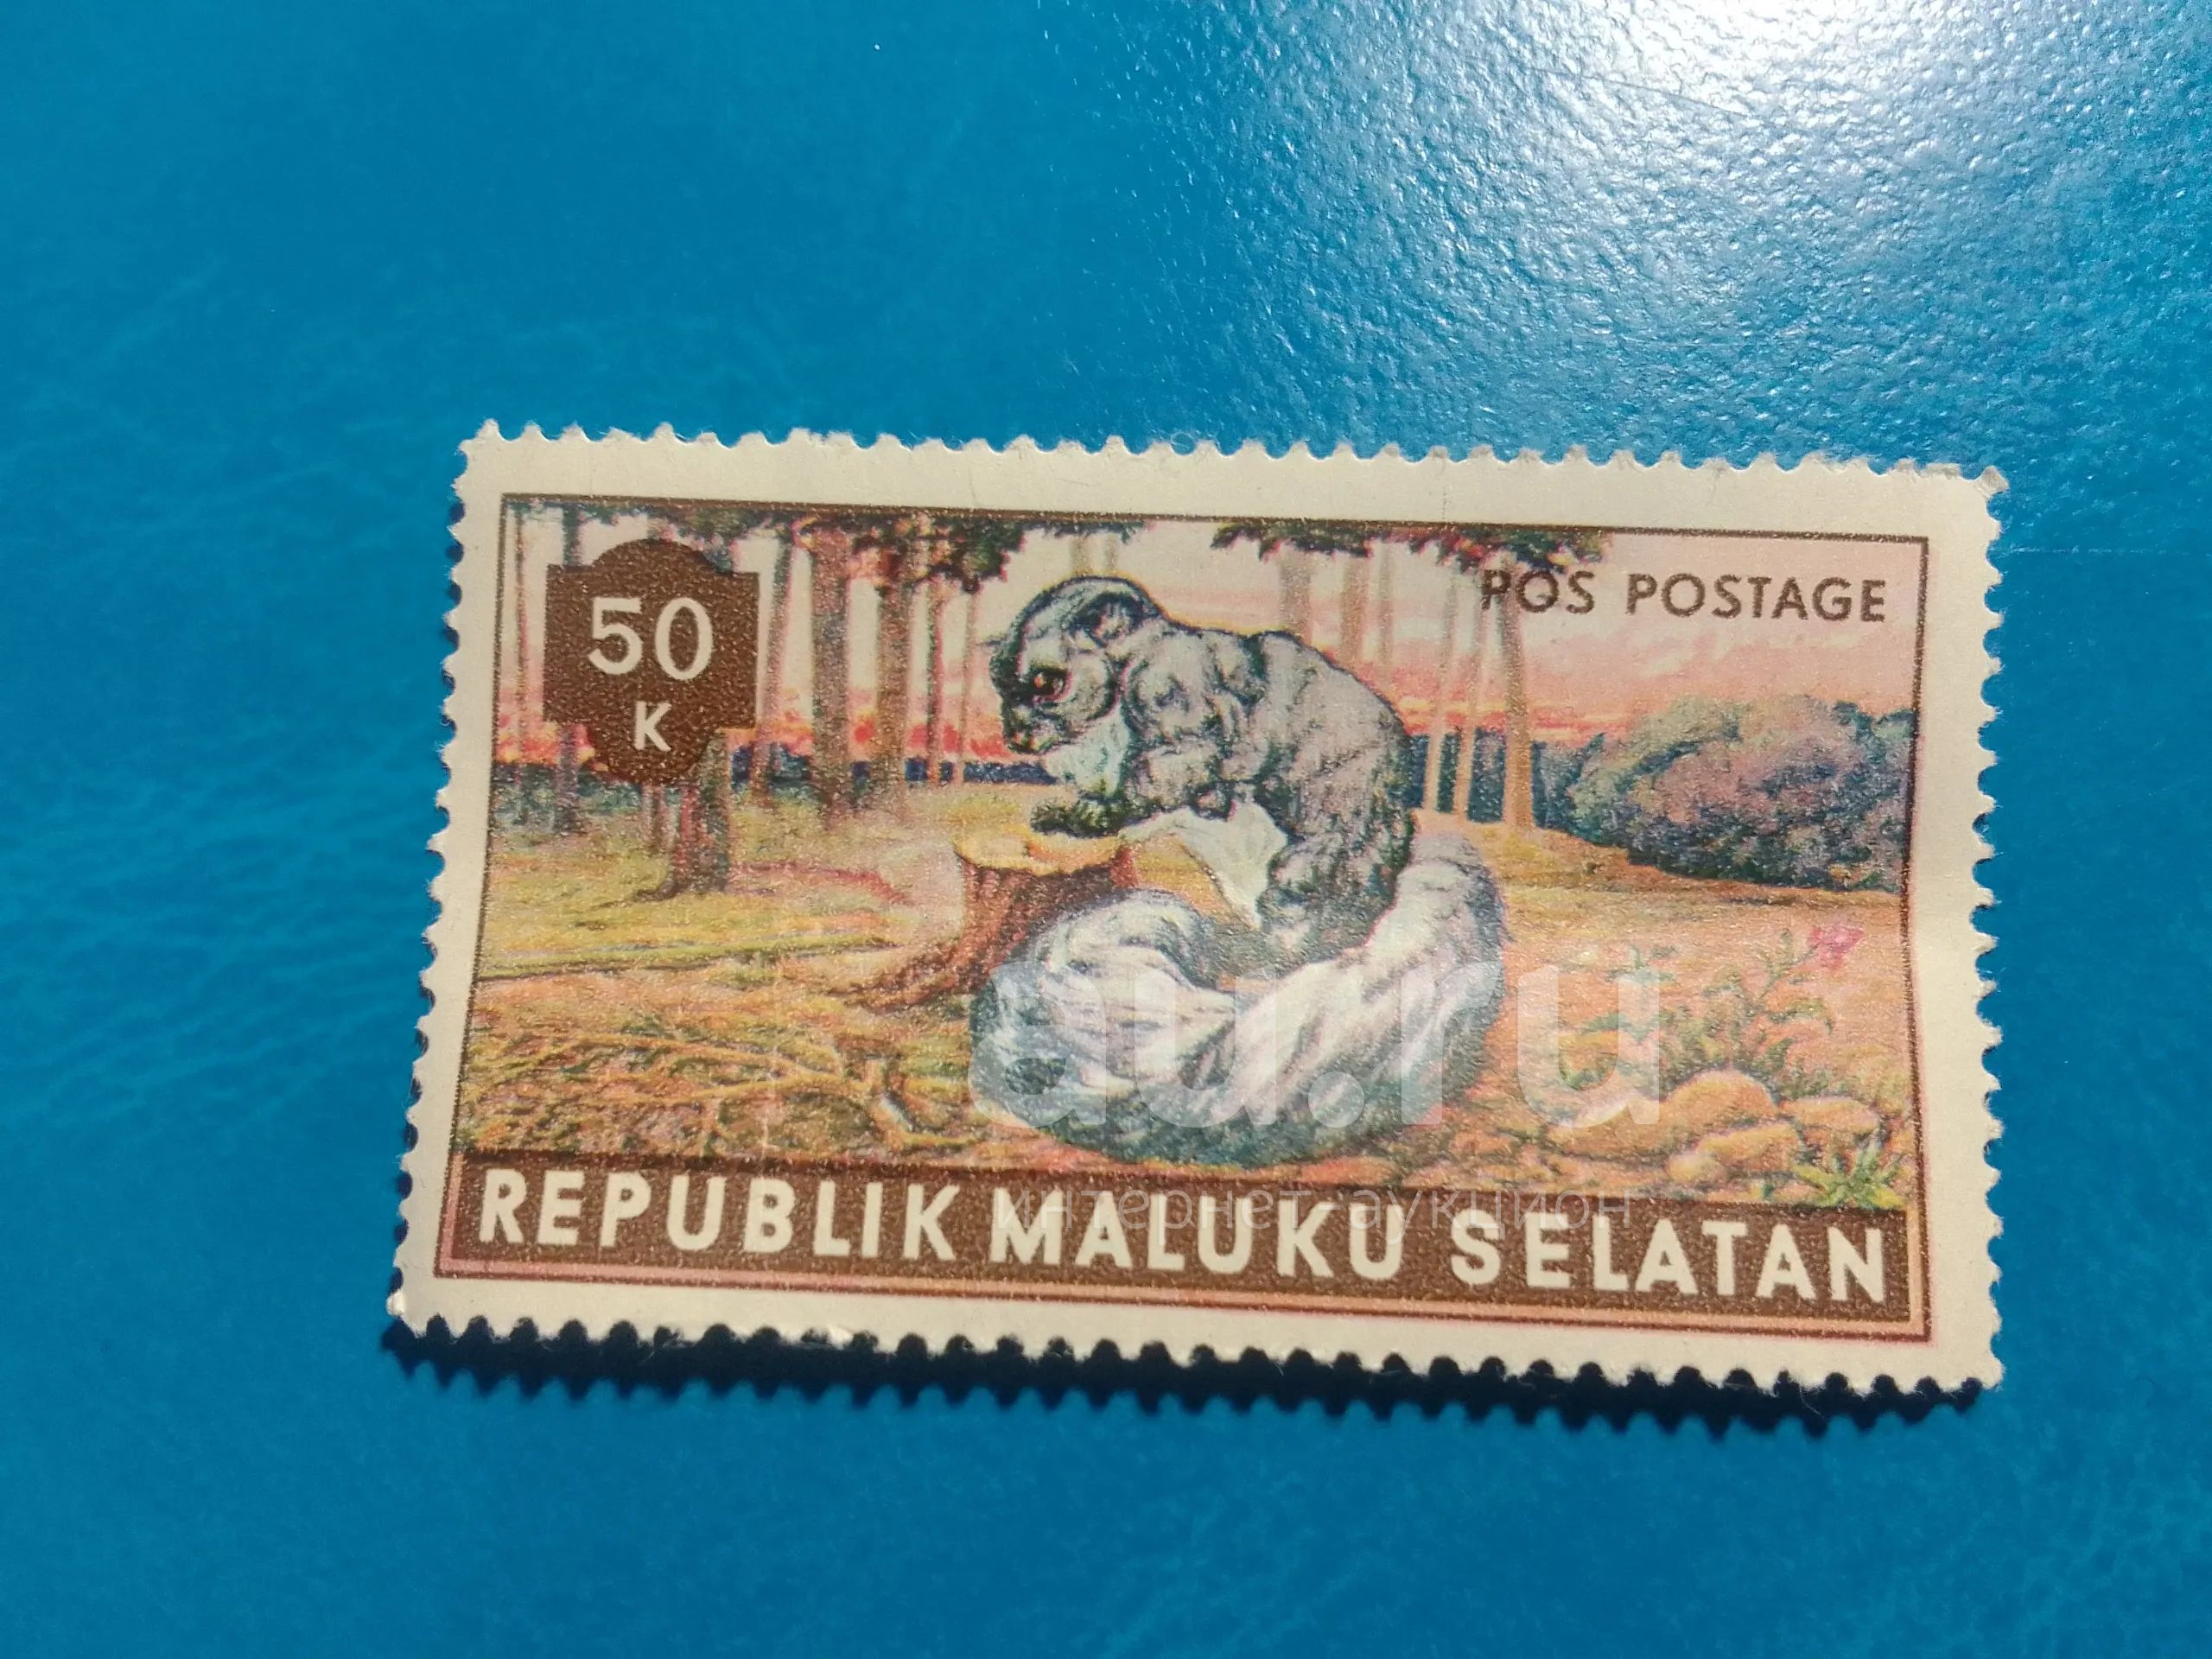 POS POSTAGE
50
K
au.ru
интернет аукцион
REPUBLIK MALUKU SELATAN